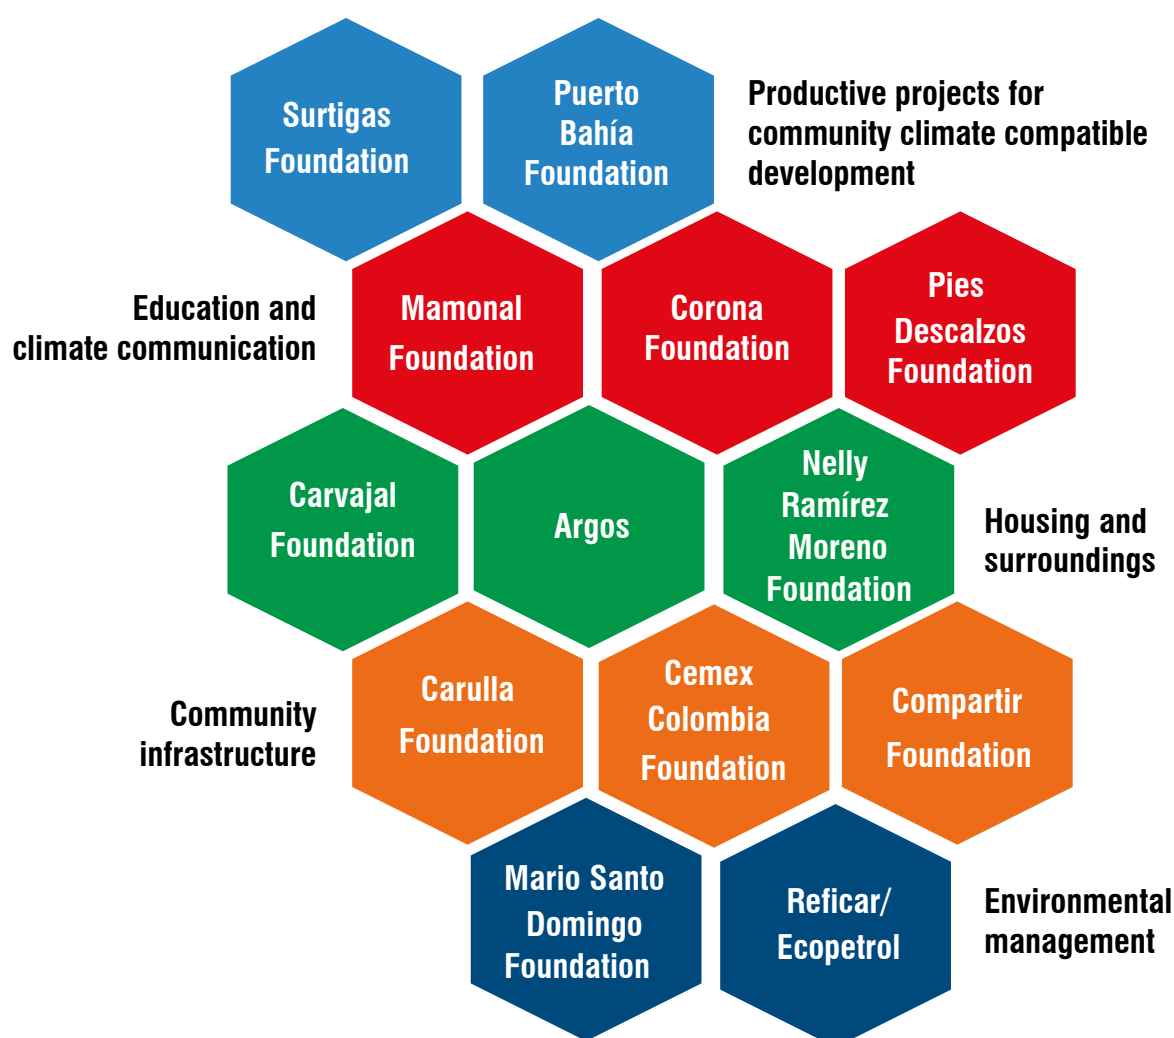 Surtigas
Foundation
Puerto
Bahía
Foundation
Productive projects for
community climate compatible
development
Education and
climate communication
Mamonal
Foundation
Corona
Foundation
Pies
Descalzos
Foundation
Carvajal
Foundation
Argos
Nelly
Ramírez
Moreno
Foundation
Housing and
surroundings
Community
infrastructure
Carulla
Foundation
Cemex
Colombia
Foundation
Compartir
Foundation
Mario Santo
Domingo
Foundation
Reficar/
Ecopetrol
Environmental
management